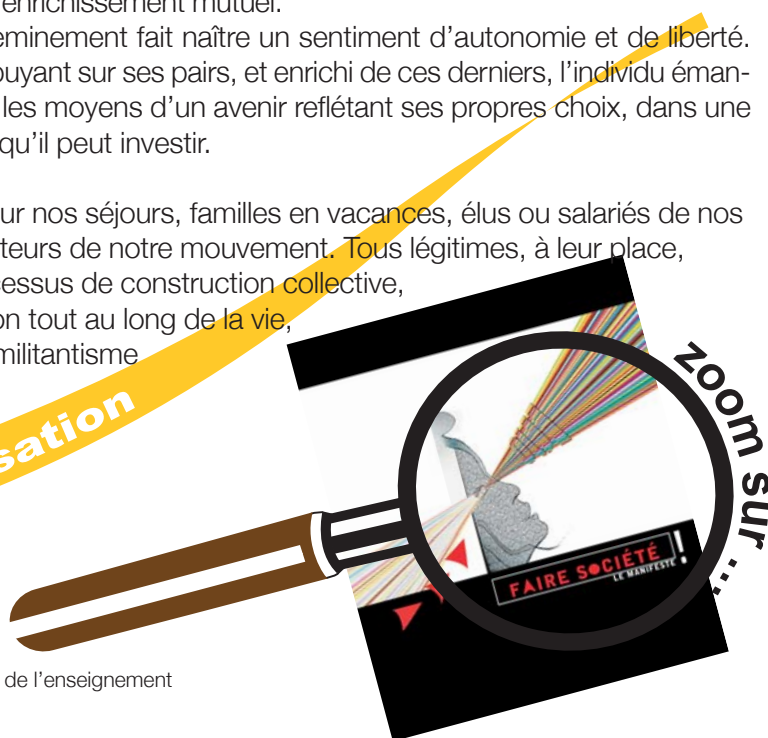 enrichissement mutuel.
eminement fait naître un sentiment d’autonomie et de liberté.
puyant sur ses pairs, et enrichi de ces derniers, l’individu éman-
les moyens d’un avenir reflétant ses propres choix, dans une
qu’il peut investir.
ur nos séjours, familles en vacances, élus ou salariés de nos
teurs de notre mouvement. Tous légitimes, à leur place,
cessus de construction collective,
on tout au long de la vie,
militantisme
sation
zoom sur ...
FAIRE SOCIÉTÉ !
LE MANIFESTE
de l’enseignement